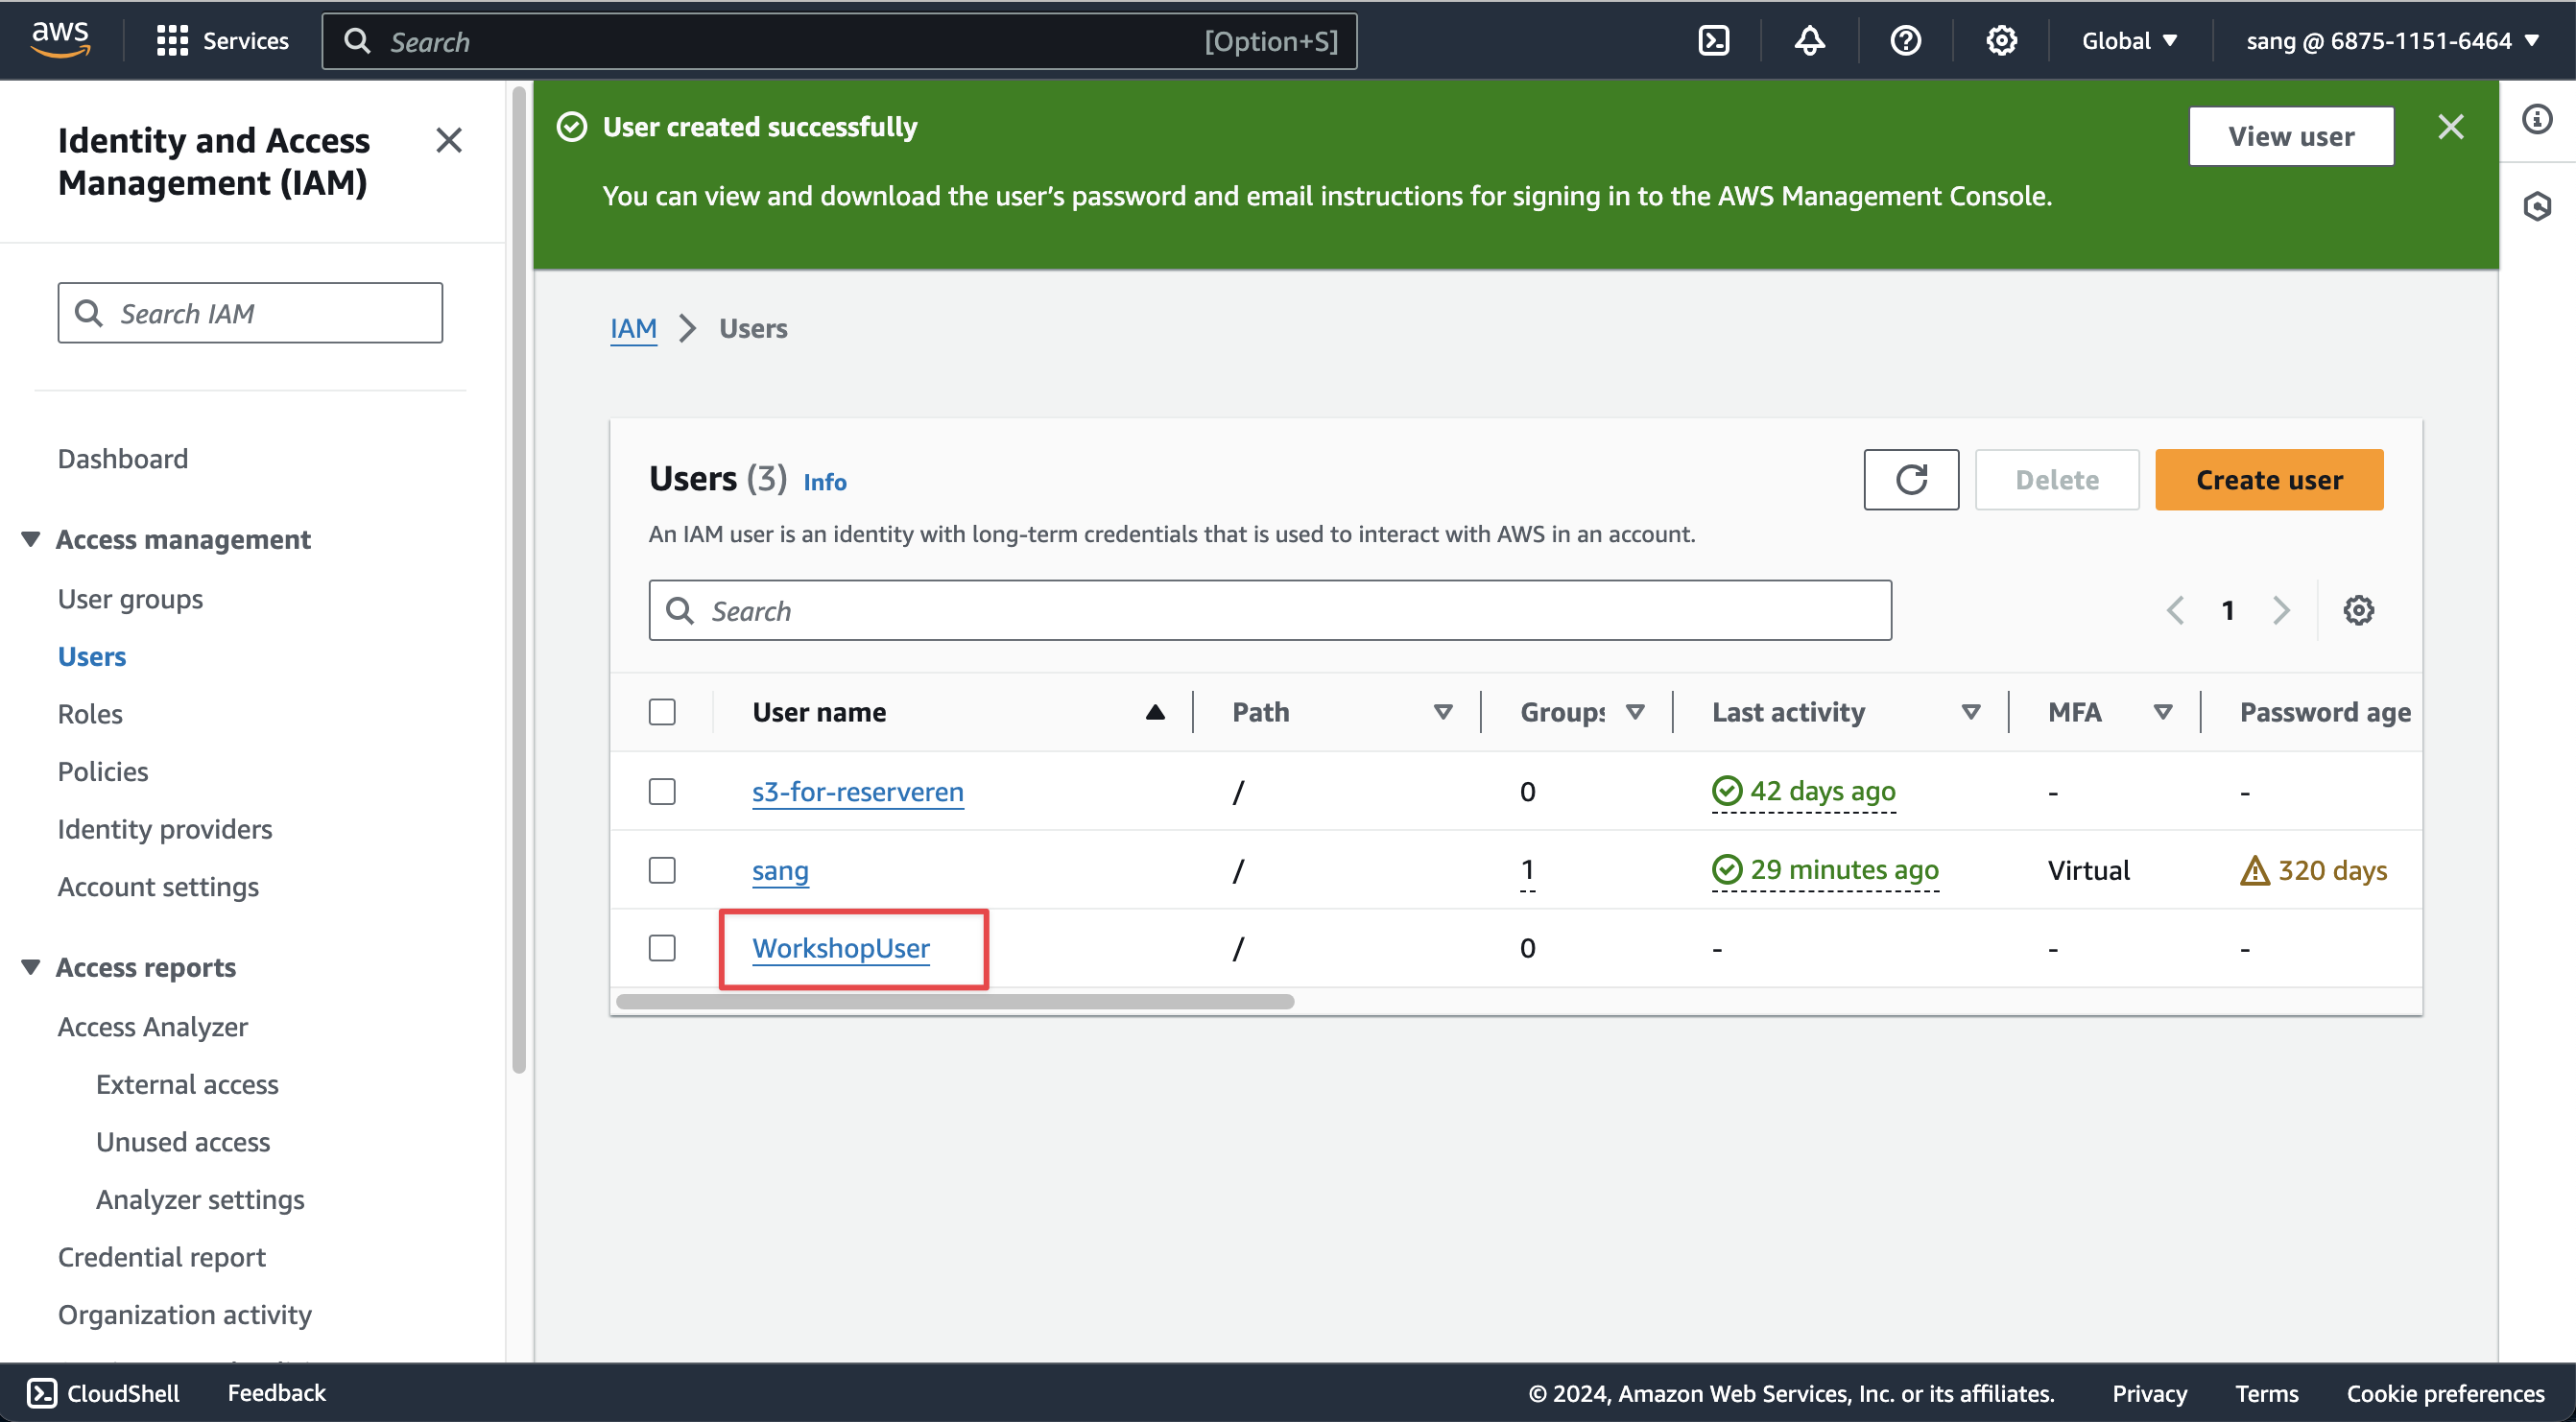 aws
Services
Search
[Option+S]
Global
sang @ 6875-1151-6464
Identity and Access
Management (IAM)
Search IAM
Dashboard
Access management
User groups
Users
Roles
Policies
Identity providers
Account settings
Access reports
Access Analyzer
External access
Unused access
Analyzer settings
Credential report
Organization activity
User created successfully
You can view and download the user’s password and email instructions for signing in to the AWS Management Console.
View user
IAM > Users
Users (3) Info
Delete
Create user
An IAM user is an identity with long-term credentials that is used to interact with AWS in an account.
Search
1
User name Path Groups Last activity MFA Password age
s3-for-reserveren / 0 42 days ago - -
sang / 1 29 minutes ago Virtual 320 days
WorkshopUser / 0 - - -
CloudShell Feedback © 2024, Amazon Web Services, Inc. or its affiliates. Privacy Terms Cookie preferences